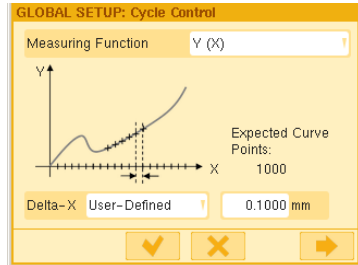 GLOBAL SETUP: Cycle Control
Measuring Function Y (X)
Y
Expected Curve
Points:
X 1000
Delta-X User-Defined 0.1000 mm